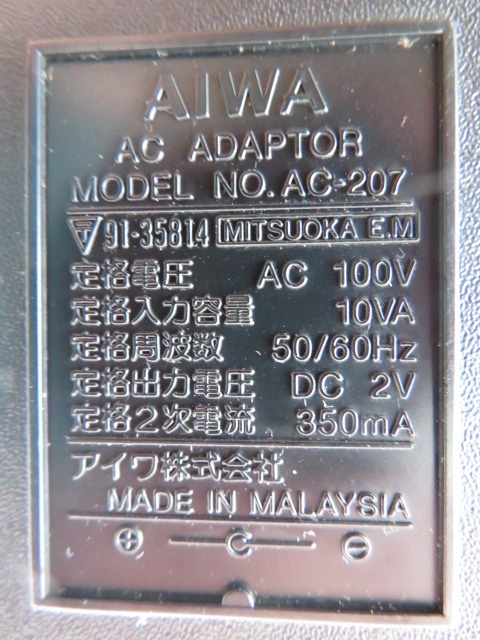 AIWA
AC ADAPTOR
MODEL NO. AC-207
91-35814 MITSUOKA E.M
定格電圧 AC 100V
定格入力容量 10VA
定格周波数 50/60Hz
定格出力電圧 DC 2V
定格2次電流 350mA
アイワ株式会社
MADE IN MALAYSIA